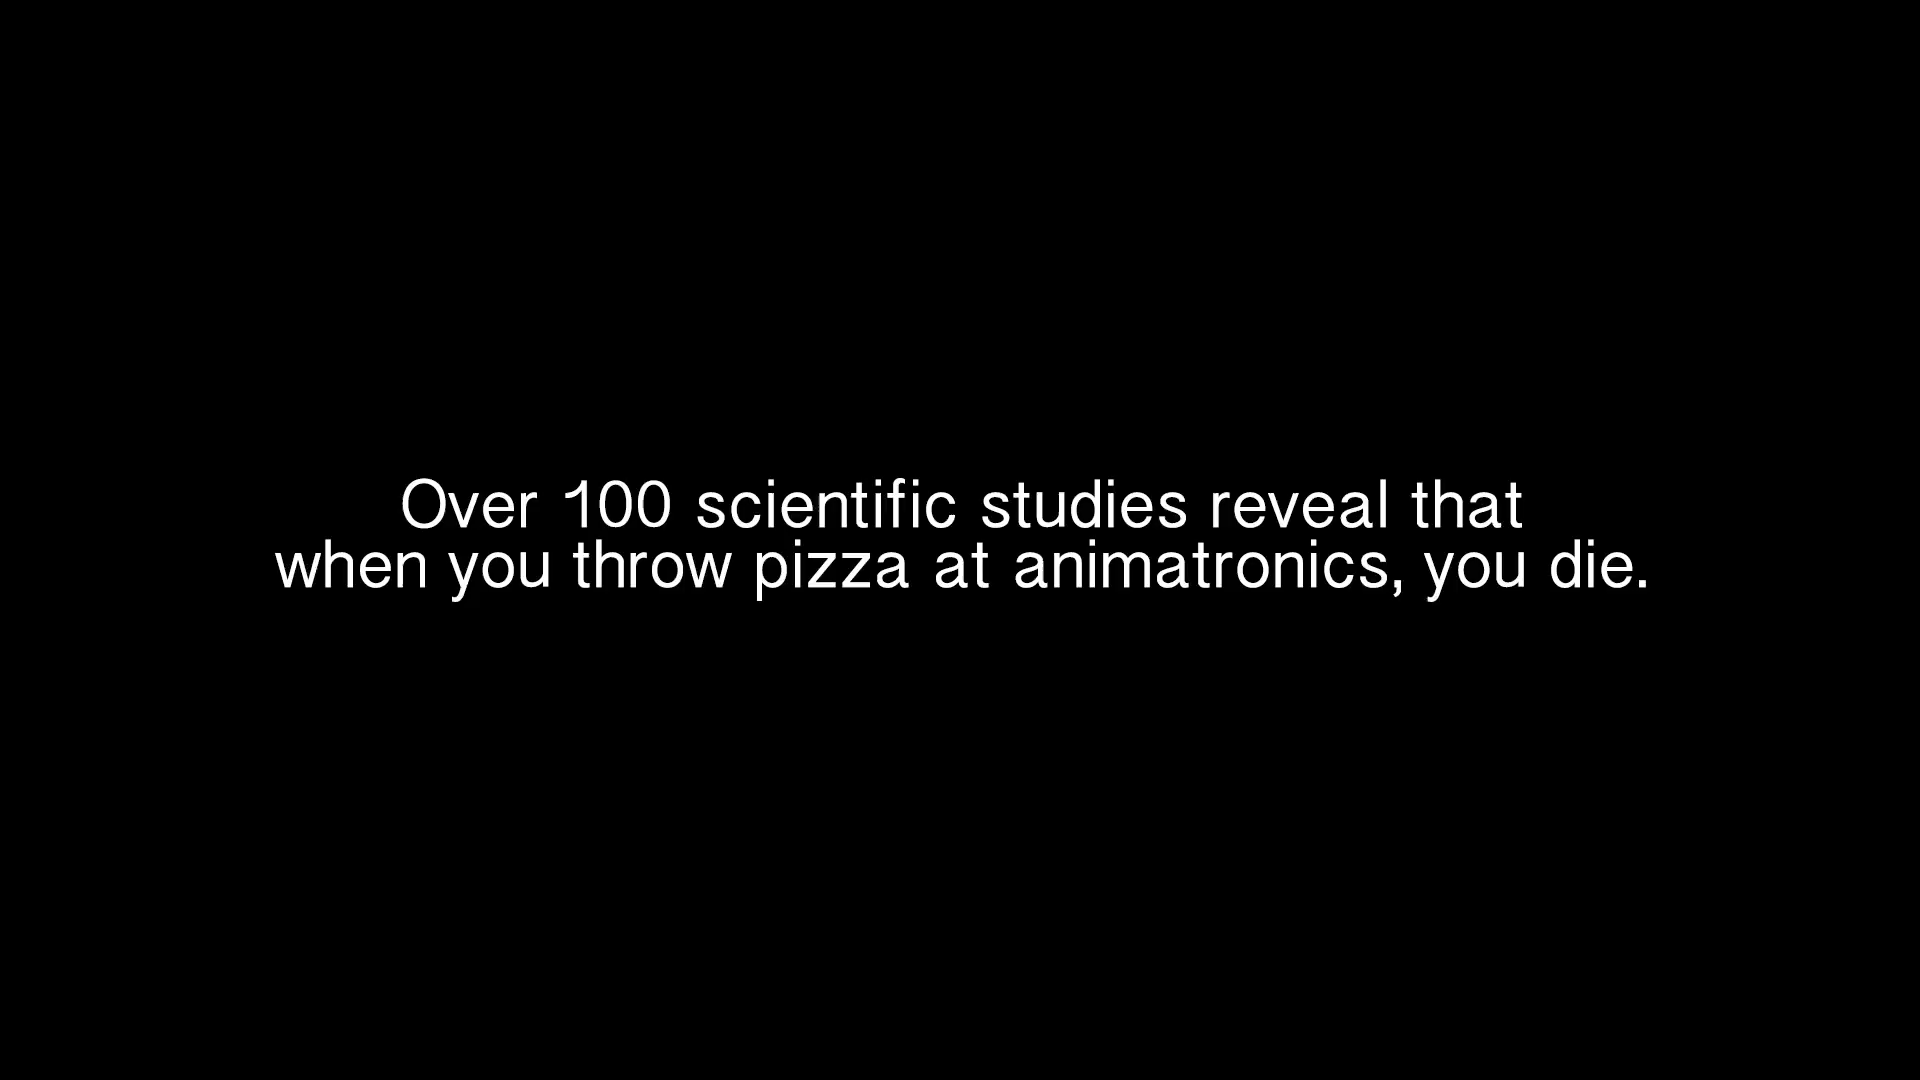 Over 100 scientific studies reveal that
when you throw pizza at animatronics, you die.